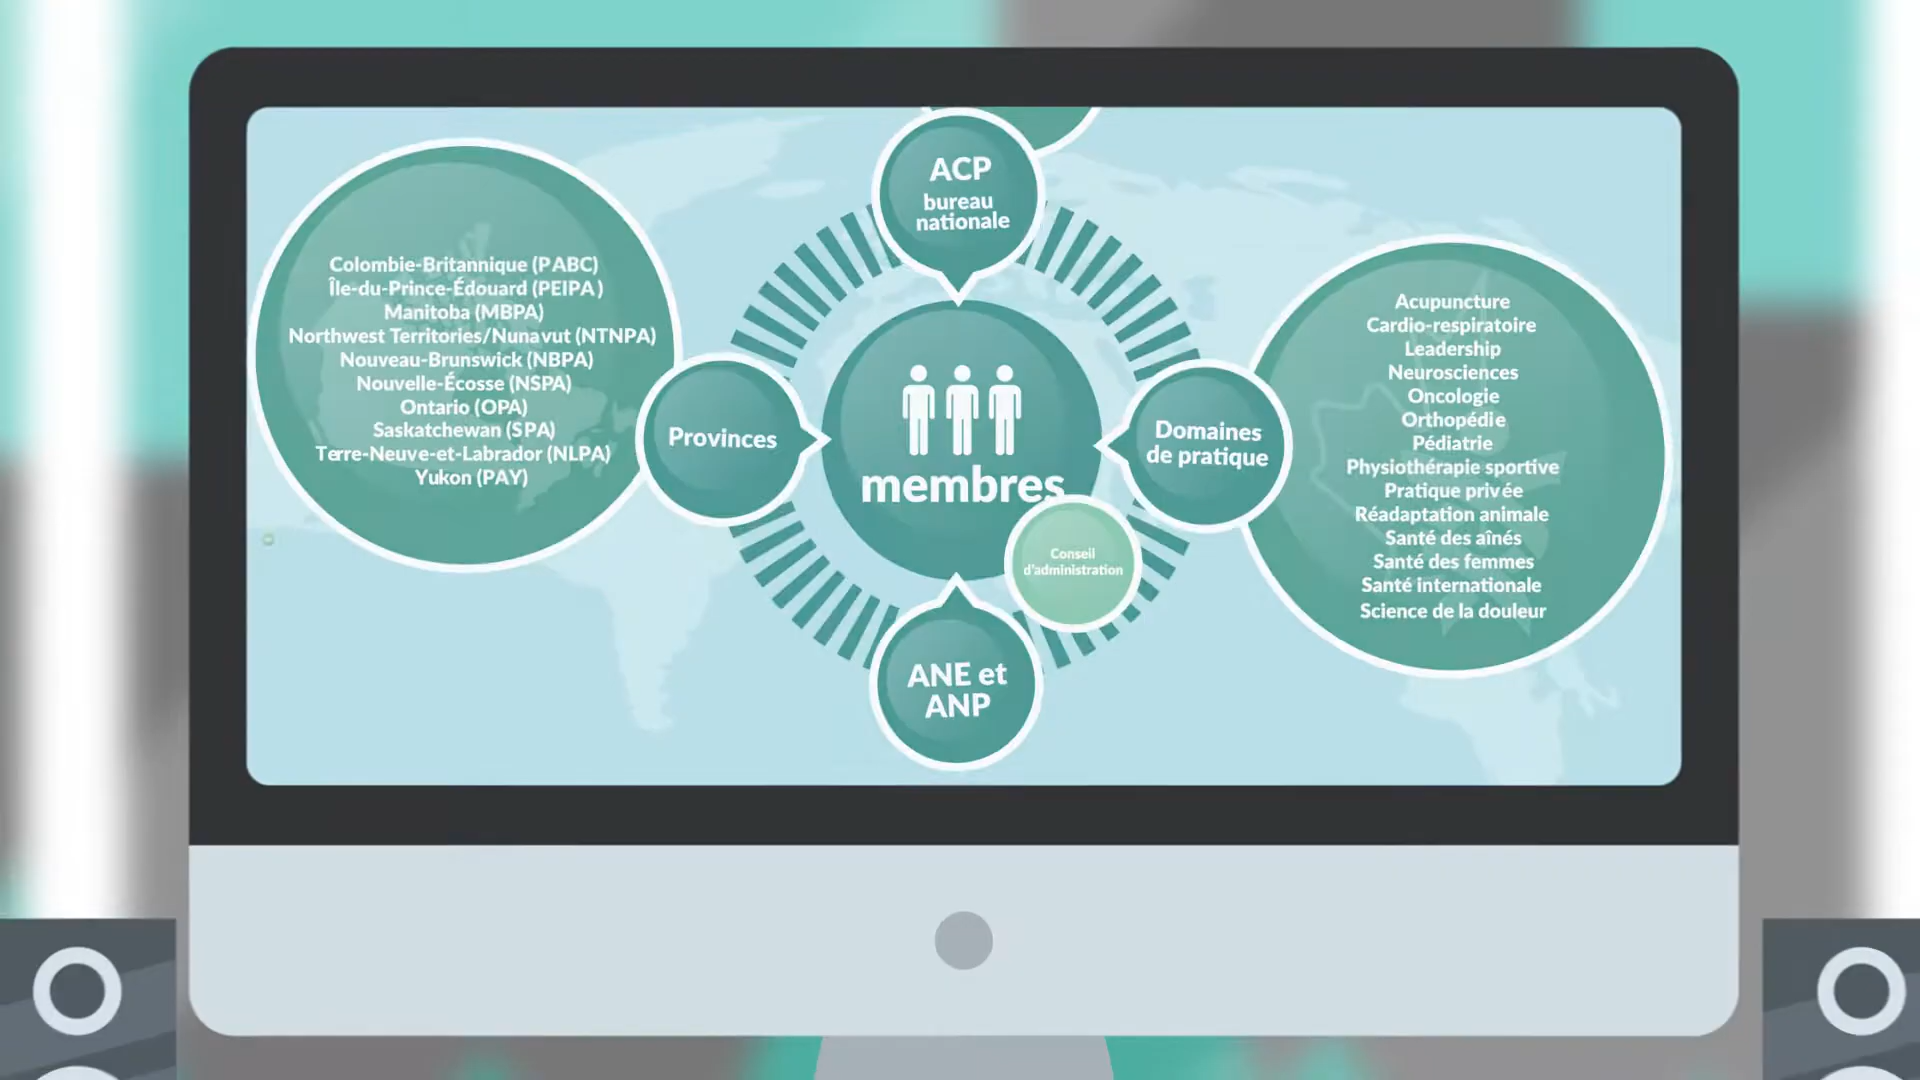 ACP
bureau
nationale
Colombie-Britannique (PABC)
Île-du-Prince-Édouard (PEIPA)
Manitoba (MBPA)
Northwest Territories/Nunavut (NTNPA)
Nouveau-Brunswick (NBPA)
Nouvelle-Écosse (NSPA)
Ontario (OPA)
Saskatchewan (SPA)
Terre-Neuve-et-Labrador (NLPA)
Yukon (PAY)
Provinces
membres
Domaines
de pratique
Acupuncture
Cardio-respiratoire
Leadership
Neurosciences
Oncologie
Orthopédie
Pédiatrie
Physiothérapie sportive
Pratique privée
Réadaptation animale
Santé des aînés
Santé des femmes
Santé internationale
Science de la douleur
Conseil
d'administration
ANE et
ANP